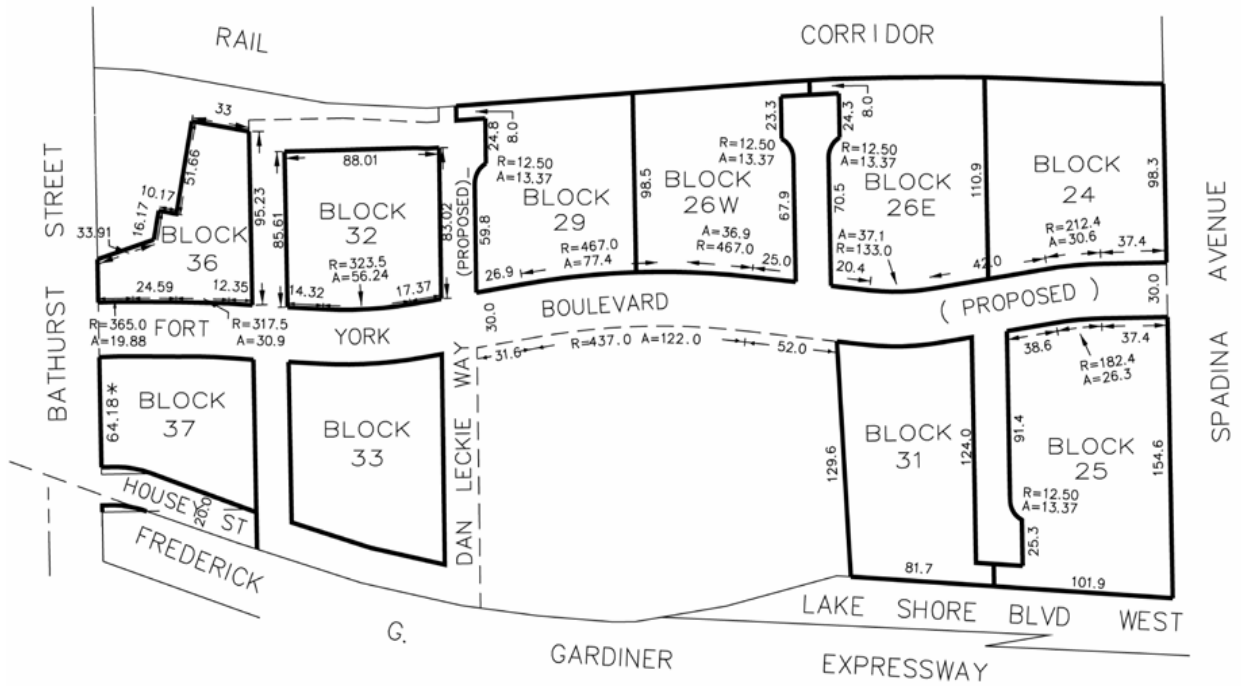 RAIL
CORRIDOR
BATHURST STREET
SPADINA AVENUE
33
51.66
10.17
16.17
33.91
95.23
BLOCK
36
24.59
12.35
R=365.0
A=19.88
R=317.5
A=30.9
88.01
85.61
83.02
BLOCK
32
R=323.5
A=56.24
14.32
17.37
(PROPOSED)
24.8
8.0
R=12.50
A=13.37
59.8
BLOCK
29
R=467.0
A=77.4
26.9
98.5
23.3
R=12.50
A=13.37
BLOCK
26W
67.9
A=36.9
R=467.0
25.0
24.3
8.0
R=12.50
A=13.37
70.5
BLOCK
26E
110.9
A=37.1
R=133.0
20.4
42.0
BLOCK
24
98.3
R=212.4
A=30.6
37.4
FORT YORK BOULEVARD ( PROPOSED )
30.0
30.0
31.6
R=437.0 A=122.0
52.0
64.18*
BLOCK
37
BLOCK
33
DAN LECKIE WAY
129.6
BLOCK
31
124.0
81.7
38.6
R=182.4
A=26.3
37.4
91.4
BLOCK
25
154.6
R=12.50
A=13.37
25.3
101.9
HOUSEY ST
20.0
FREDERICK G. GARDINER EXPRESSWAY
LAKE SHORE BLVD WEST